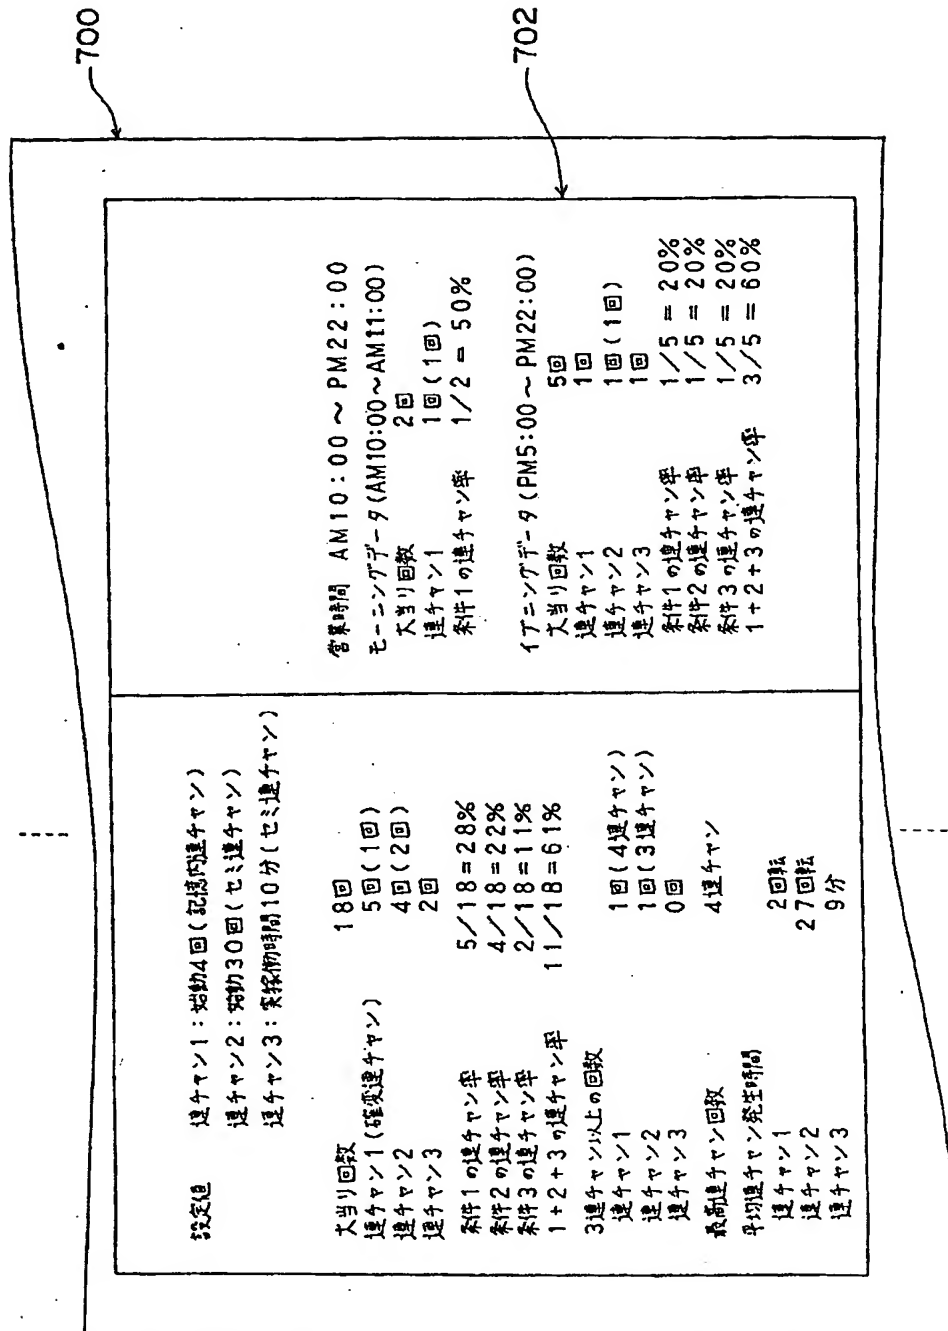 700
702
設定値 連チャン1:始動4回(記憶内連チャン)
連チャン2:始動30回(セミ連チャン)
連チャン3:実稼働時間10分(セミ連チャン)
大当り回数 18回
連チャン1(確変連チャン) 5回(1回)
連チャン2 4回(2回)
連チャン3 2回
条件1の連チャン率 5/18=28%
条件2の連チャン率 4/18=22%
条件3の連チャン率 2/18=11%
1+2+3の連チャン率 11/18=61%
3連チャン以上の回数
連チャン1 1回(4連チャン)
連チャン2 1回(3連チャン)
連チャン3 0回
最高連チャン回数 4連チャン
平均連チャン発生時間
連チャン1 2回転
連チャン2 27回転
連チャン3 9分
営業時間 AM10:00~PM22:00
モーニングデータ(AM10:00~AM11:00)
大当り回数 2回
連チャン1 1回(1回)
条件1の連チャン率 1/2=50%
イブニングデータ(PM5:00~PM22:00)
大当り回数 5回
連チャン1 1回
連チャン2 1回(1回)
連チャン3 1回
条件1の連チャン率 1/5=20%
条件2の連チャン率 1/5=20%
条件3の連チャン率 1/5=20%
1+2+3の連チャン率 3/5=60%